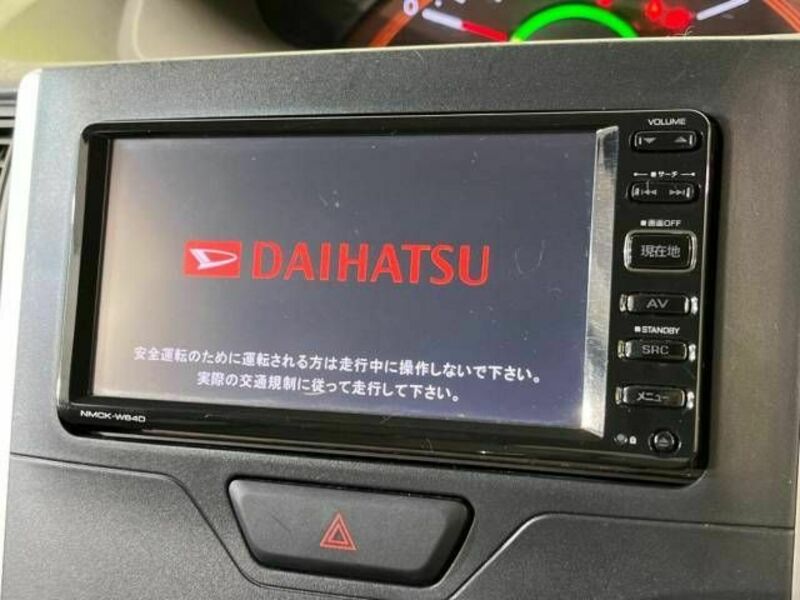 VOLUME
サーチ
画面OFF
現在地
AV
STANDBY
SRC
メニュー
DAIHATSU
安全運転のために運転される方は走行中に操作しないで下さい。
実際の交通規制に従って走行して下さい。
NMCK-W64D